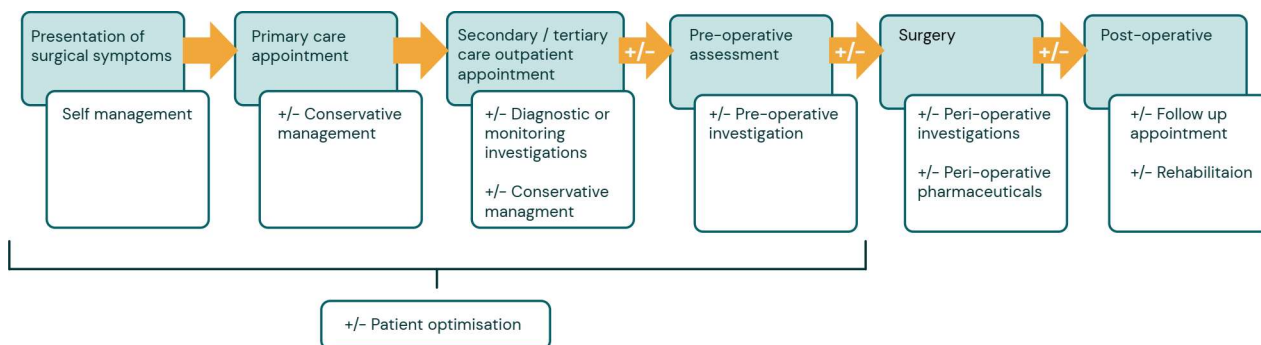 Presentation of
surgical symptoms
Self management
Primary care
appointment
+/- Conservative
management
Secondary / tertiary
care outpatient
appointment
+/- Diagnostic or
monitoring
investigations
+/- Conservative
managment
+/-
Pre-operative
assessment
+/- Pre-operative
investigation
+/-
Surgery
+/- Peri-operative
investigations
+/- Peri-operative
pharmaceuticals
+/-
Post-operative
+/- Follow up
appointment
+/- Rehabilitaion
+/- Patient optimisation